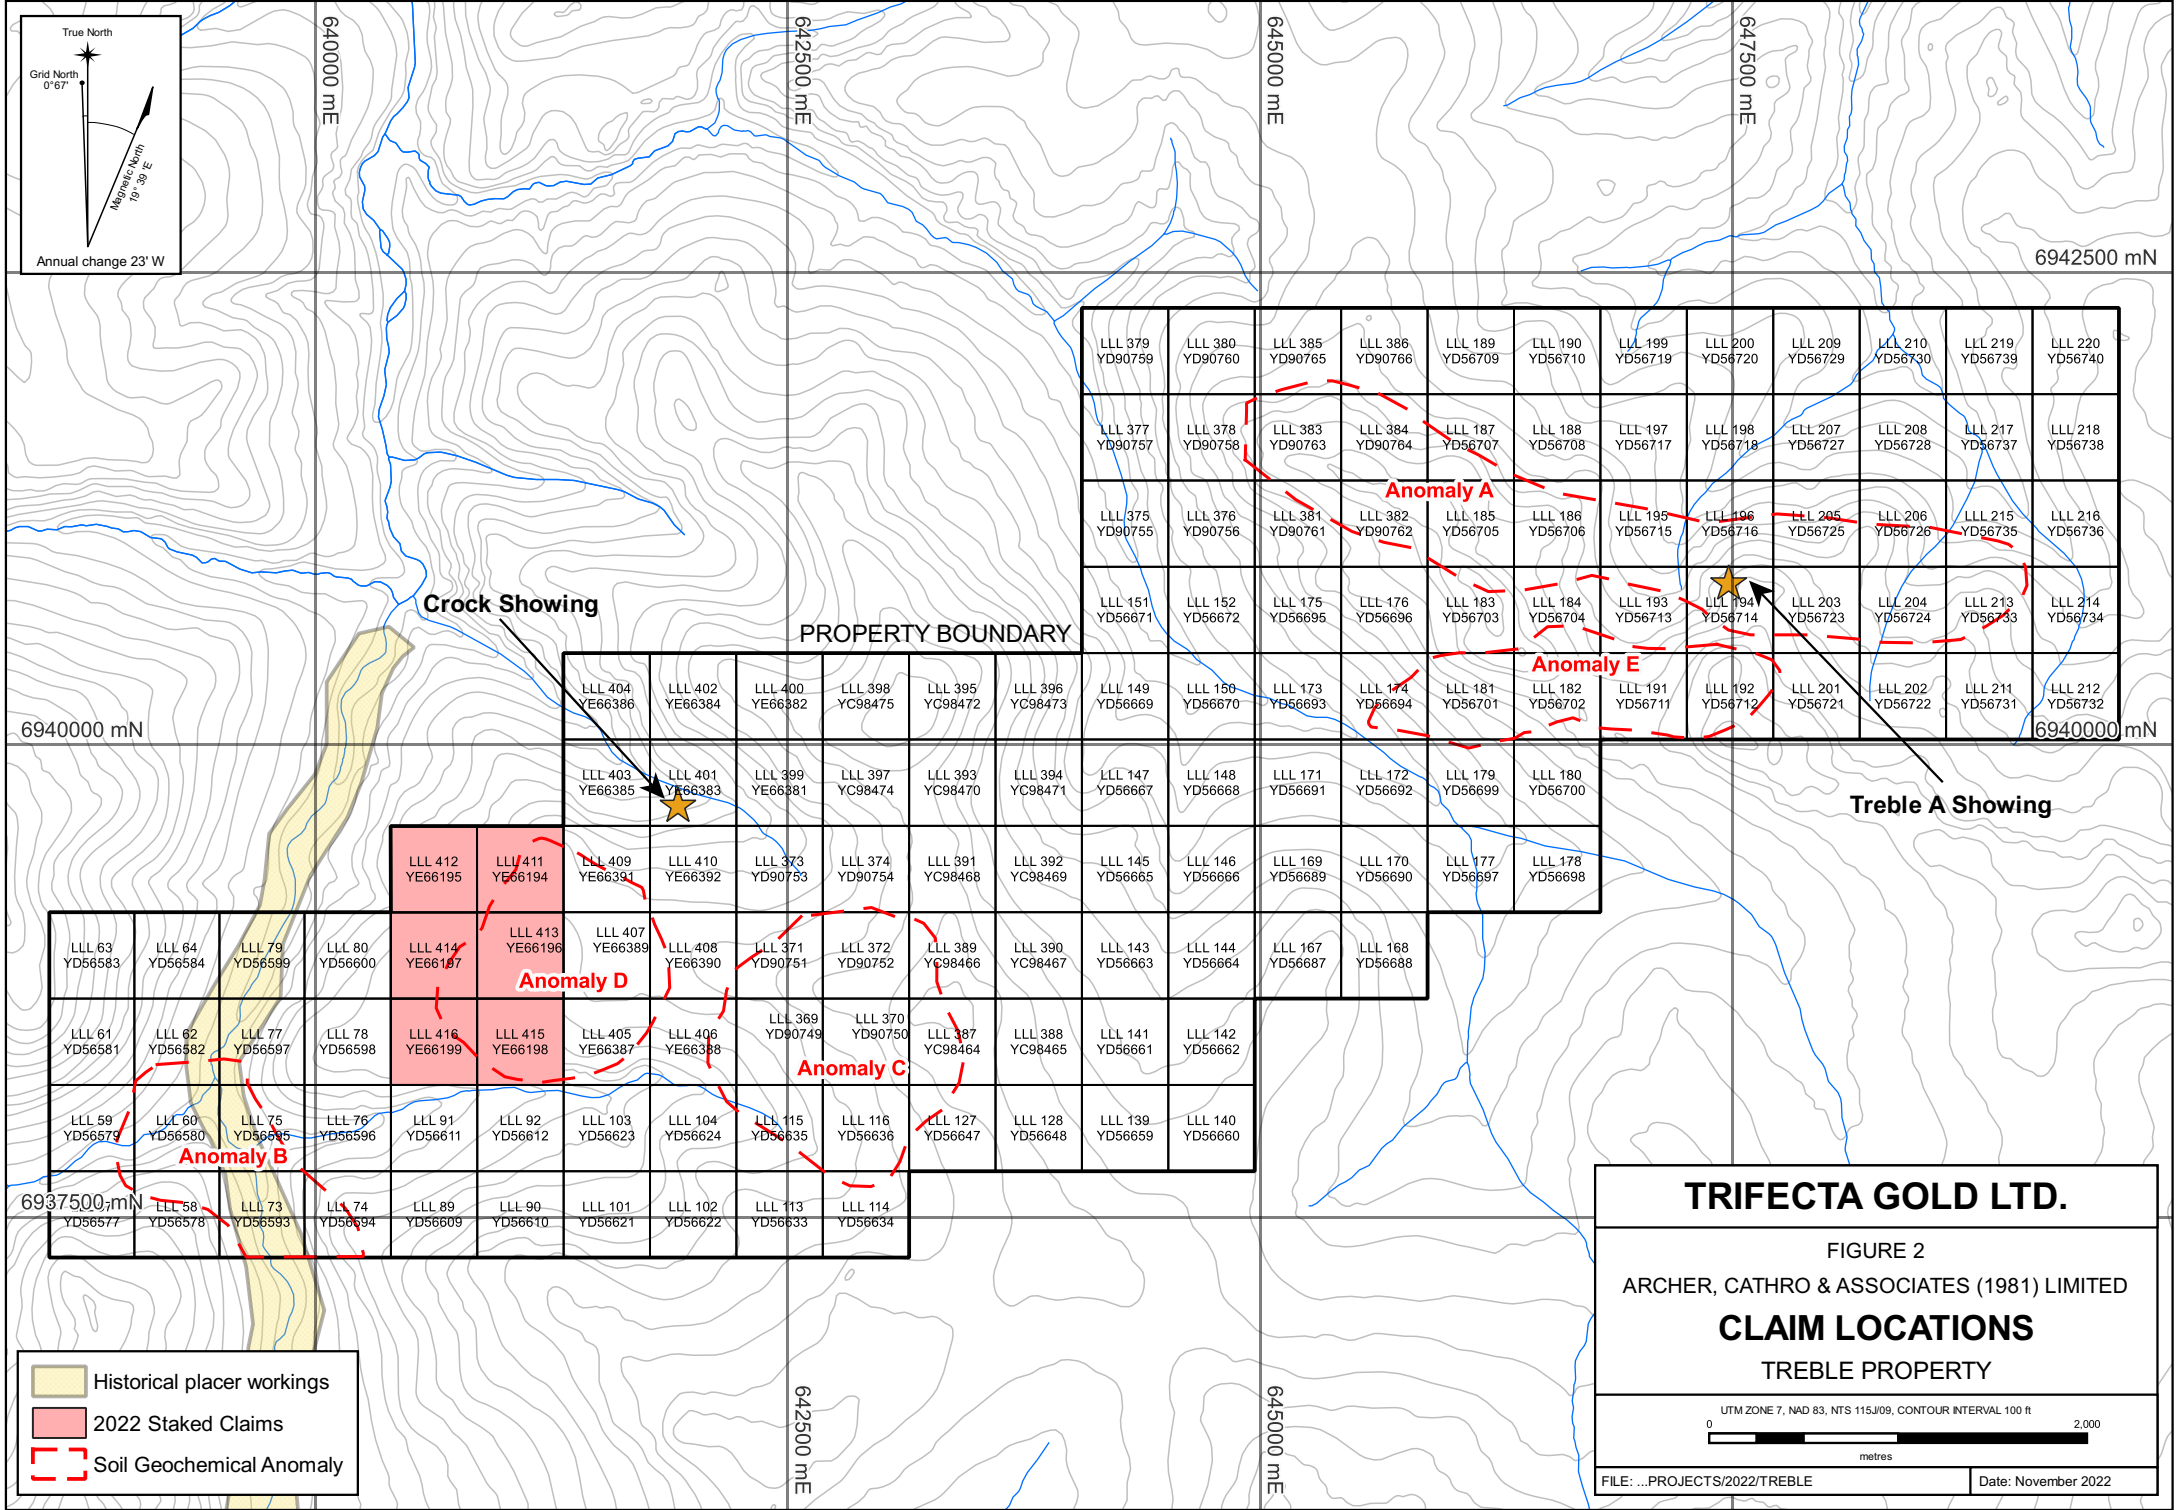 True North
Grid North
0°67'
Magnetic North
19° 39 'E
Annual change 23' W
640000 mE
642500 mE
645000 mE
647500 mE
6942500 mN
LLL 379 LLL 380 LLL 385 LLL 386 LLL 189 LLL 190 LLL 199 LLL 200 LLL 209 LLL 210 LLL 219 LLL 220
YD90759 YD90760 YD90765 YD90766 YD56709 YD56710 YD56719 YD56720 YD56729 YD56730 YD56739 YD56740
LLL 377 LLL 378 LLL 383 LLL 384 LLL 187 LLL 188 LLL 197 LLL 198 LLL 207 LLL 208 LLL 217 LLL 218
YD90757 YD90758 YD90763 YD90764 YD56707 YD56708 YD56717 YD56718 YD56727 YD56728 YD56737 YD56738
Anomaly A
LLL 375 LLL 376 LLL 381 LLL 382 LLL 185 LLL 186 LLL 195 LLL 196 LLL 205 LLL 206 LLL 215 LLL 216
YD90755 YD90756 YD90761 YD90762 YD56705 YD56706 YD56715 YD56716 YD56725 YD56726 YD56735 YD56736
Crock Showing
LLL 151 LLL 152 LLL 175 LLL 176 LLL 183 LLL 184 LLL 193 LLL 194 LLL 203 LLL 204 LLL 213 LLL 214
YD56671 YD56672 YD56695 YD56696 YD56703 YD56704 YD56713 YD56714 YD56723 YD56724 YD56733 YD56734
PROPERTY BOUNDARY
Anomaly E
LLL 404 LLL 402 LLL 400 LLL 398 LLL 395 LLL 396 LLL 149 LLL 150 LLL 173 LLL 174 LLL 181 LLL 182 LLL 191 LLL 192 LLL 201 LLL 202 LLL 211 LLL 212
YE66386 YE66384 YE66382 YC98475 YC98472 YC98473 YD56669 YD56670 YD56693 YD56694 YD56701 YD56702 YD56711 YD56712 YD56721 YD56722 YD56731 YD56732
6940000 mN
6940000 mN
LLL 403 LLL 401 LLL 399 LLL 397 LLL 393 LLL 394 LLL 147 LLL 148 LLL 171 LLL 172 LLL 179 LLL 180
YE66385 YE66383 YE66381 YC98474 YC98470 YC98471 YD56667 YD56668 YD56691 YD56692 YD56699 YD56700
Treble A Showing
LLL 412 LLL 411 LLL 409 LLL 410 LLL 373 LLL 374 LLL 391 LLL 392 LLL 145 LLL 146 LLL 169 LLL 170 LLL 177 LLL 178
YE66195 YE66194 YE66391 YE66392 YD90753 YD90754 YC98468 YC98469 YD56665 YD56666 YD56689 YD56690 YD56697 YD56698
LLL 63 LLL 64 LLL 79 LLL 80 LLL 414 LLL 413 LLL 407 LLL 408 LLL 371 LLL 372 LLL 389 LLL 390 LLL 143 LLL 144 LLL 167 LLL 168
YD56583 YD56584 YD56599 YD56600 YE66197 YE66196 YE66389 YE66390 YD90751 YD90752 YC98466 YC98467 YD56663 YD56664 YD56687 YD56688
Anomaly D
LLL 61 LLL 62 LLL 77 LLL 78 LLL 416 LLL 415 LLL 405 LLL 406 LLL 369 LLL 370 LLL 387 LLL 388 LLL 141 LLL 142
YD56581 YD56582 YD56597 YD56598 YE66199 YE66198 YE66387 YE66388 YD90749 YD90750 YC98464 YC98465 YD56661 YD56662
Anomaly C
LLL 59 LLL 60 LLL 75 LLL 76 LLL 91 LLL 92 LLL 103 LLL 104 LLL 115 LLL 116 LLL 127 LLL 128 LLL 139 LLL 140
YD56579 YD56580 YD56595 YD56596 YD56611 YD56612 YD56623 YD56624 YD56635 YD56636 YD56647 YD56648 YD56659 YD56660
Anomaly B
6937500 mN
LLL 58 LLL 73 LLL 74 LLL 89 LLL 90 LLL 101 LLL 102 LLL 113 LLL 114
YD56577 YD56578 YD56593 YD56594 YD56609 YD56610 YD56621 YD56622 YD56633 YD56634
642500 mE
645000 mE
Historical placer workings
2022 Staked Claims
Soil Geochemical Anomaly
TRIFECTA GOLD LTD.
FIGURE 2
ARCHER, CATHRO & ASSOCIATES (1981) LIMITED
CLAIM LOCATIONS
TREBLE PROPERTY
UTM ZONE 7, NAD 83, NTS 115J/09, CONTOUR INTERVAL 100 ft
0 2,000
metres
FILE: ...PROJECTS/2022/TREBLE
Date: November 2022